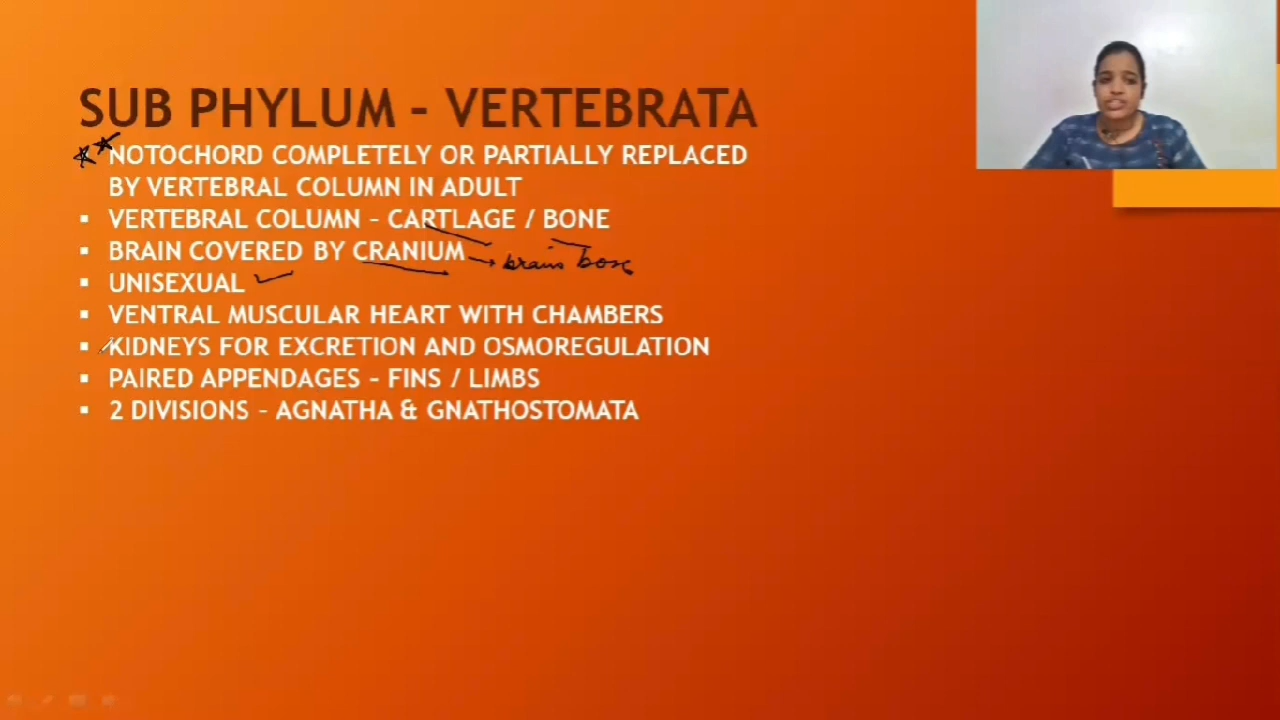 SUB PHYLUM - VERTEBRATA
NOTOCHORD COMPLETELY OR PARTIALLY REPLACED
BY VERTEBRAL COLUMN IN ADULT
VERTEBRAL COLUMN – CARTLAGE / BONE
BRAIN COVERED BY CRANIUM → brain box
UNISEXUAL ✓
VENTRAL MUSCULAR HEART WITH CHAMBERS
KIDNEYS FOR EXCRETION AND OSMOREGULATION
PAIRED APPENDAGES – FINS / LIMBS
2 DIVISIONS – AGNATHA & GNATHOSTOMATA